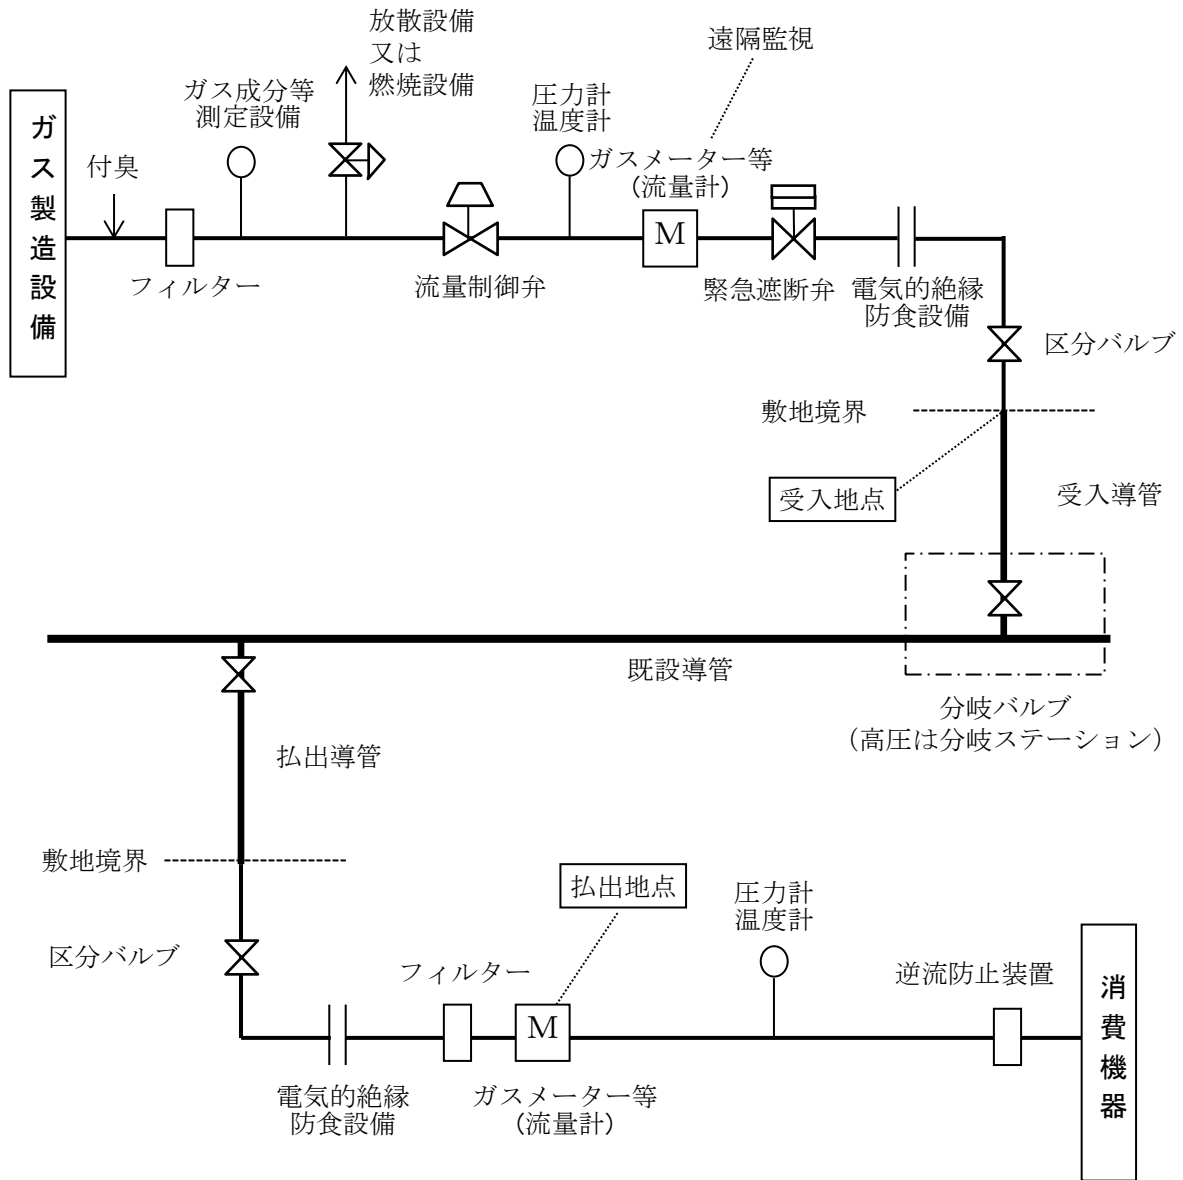 放散設備
又は
燃焼設備
遠隔監視
ガス成分等
測定設備
圧力計
温度計
ガス製造設備
付臭
ガスメーター等
(流量計)
M
フィルター
流量制御弁
緊急遮断弁
電気的絶縁
防食設備
区分バルブ
敷地境界
受入地点
受入導管
既設導管
分岐バルブ
(高圧は分岐ステーション)
払出導管
敷地境界
払出地点
圧力計
温度計
区分バルブ
フィルター
逆流防止装置
消費機器
M
電気的絶縁
防食設備
ガスメーター等
(流量計)